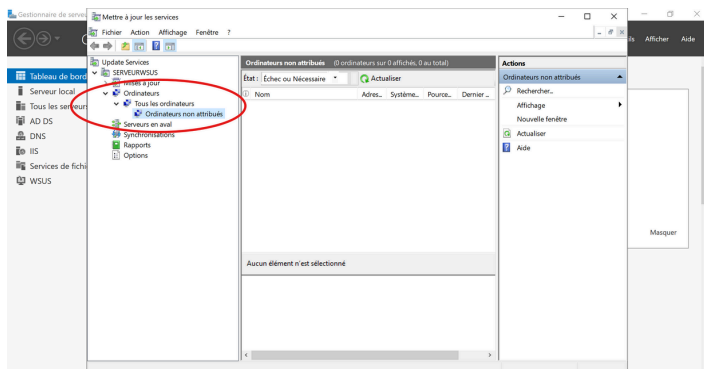 Gestionnaire de serveu
Mettre à jour les services
Fichier Action Affichage Fenêtre ?
ils Afficher Aide
Update Services
SERVEURWSUS
Mises à jour
Ordinateurs
Tous les ordinateurs
Ordinateurs non attribués
Serveurs en aval
Synchronisations
Rapports
Options
Tableau de bord
Serveur local
Tous les serveurs
AD DS
DNS
IIS
Services de fichi
WSUS
Ordinateurs non attribués (0 ordinateurs sur 0 affichés, 0 au total)
État : Échec ou Nécessaire Actualiser
Nom Adres... Système... Pource... Dernier ...
Aucun élément n'est sélectionné
Actions
Ordinateurs non attribués
Rechercher...
Affichage
Nouvelle fenêtre
Actualiser
Aide
Masquer